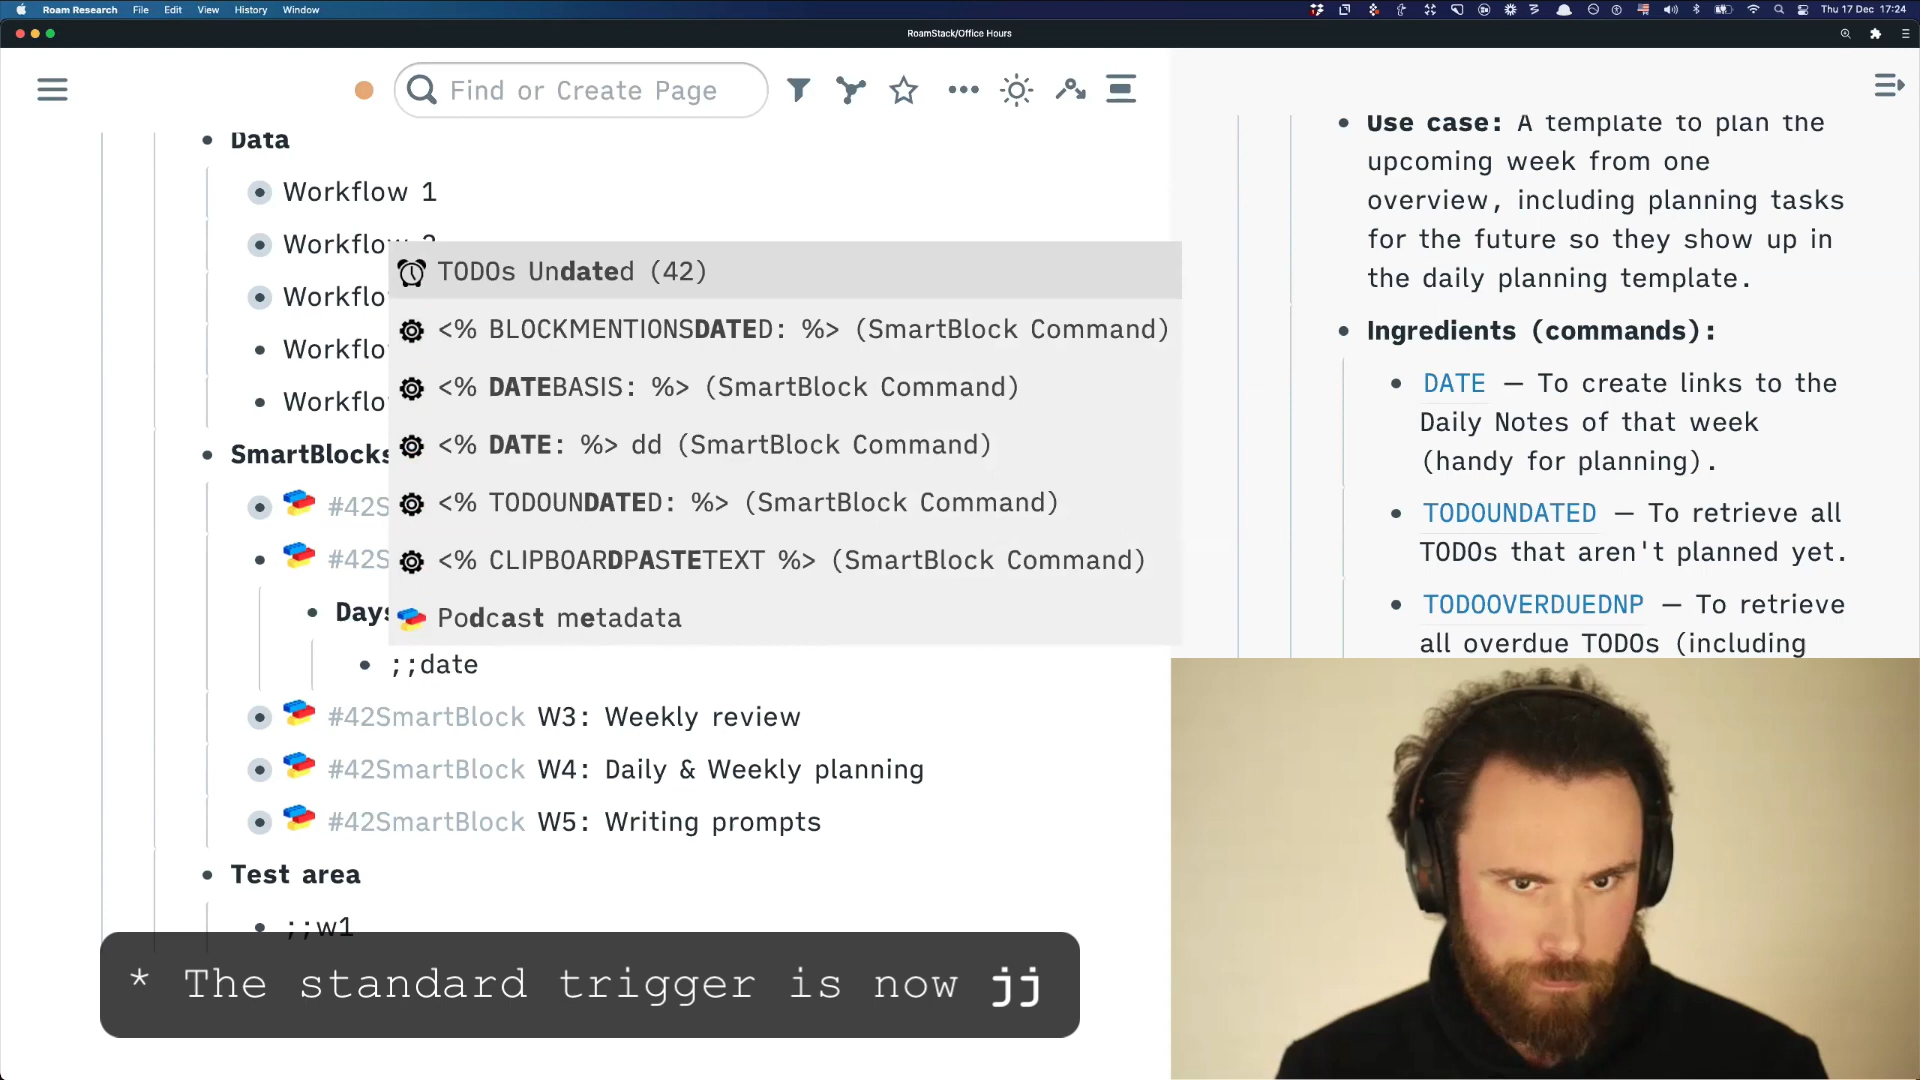 Roam Research File Edit View History Window
Thu 17 Dec 17:24
RoamStack/Office Hours
Find or Create Page
Data
Workflow 1
Workflow 2
Workflo
Workflo
Workflo
SmartBlocks
#42S
#42S
Days
;;date
#42SmartBlock W3: Weekly review
#42SmartBlock W4: Daily & Weekly planning
#42SmartBlock W5: Writing prompts
Test area
;;w1
TODOs Undated (42)
<% BLOCKMENTIONSDATED: %> (SmartBlock Command)
<% DATEBASIS: %> (SmartBlock Command)
<% DATE: %> dd (SmartBlock Command)
<% TODOUNDATED: %> (SmartBlock Command)
<% CLIPBOARDPASTETEXT %> (SmartBlock Command)
Podcast metadata
* The standard trigger is now jj
Use case: A template to plan the
upcoming week from one
overview, including planning tasks
for the future so they show up in
the daily planning template.
Ingredients (commands):
DATE — To create links to the
Daily Notes of that week
(handy for planning).
TODOUNDATED — To retrieve all
TODOs that aren't planned yet.
TODOOVERDUEDNP — To retrieve
all overdue TODOs (including